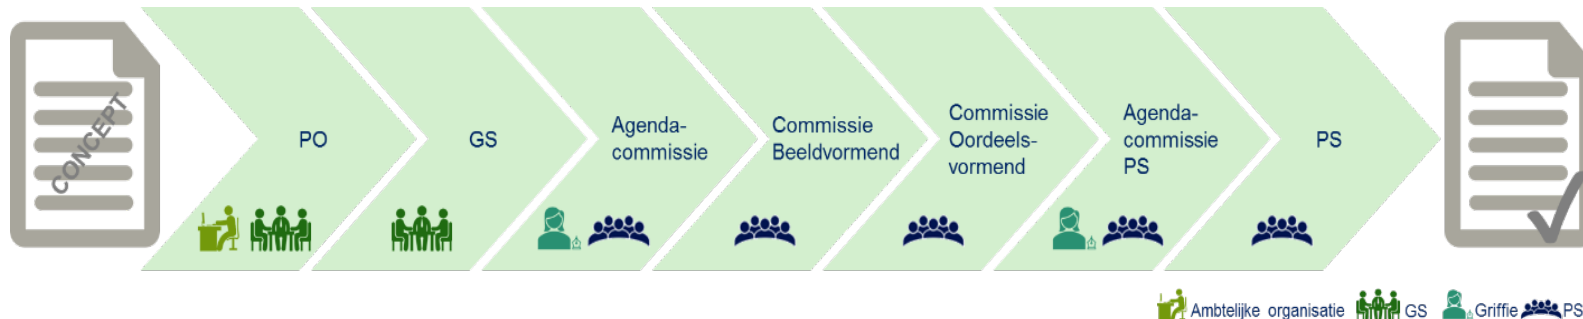 CONCEPT
PO
GS
Agenda-
commissie
Commissie
Beeldvormend
Commissie
Oordeels-
vormend
Agenda-
commissie
PS
PS
Ambtelijke organisatie GS Griffie PS